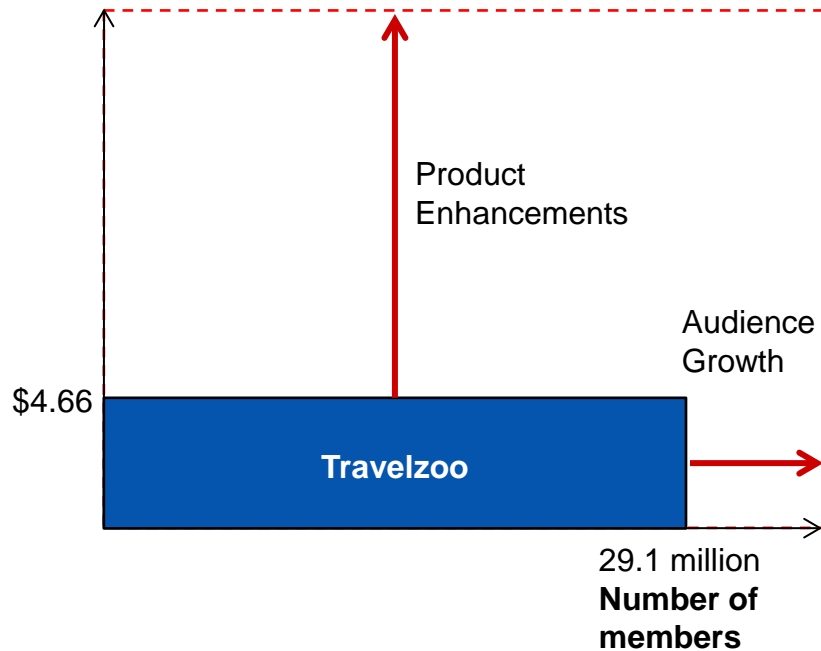 Product
Enhancements
Audience
Growth
$4.66
Travelzoo
29.1 million
Number of
members